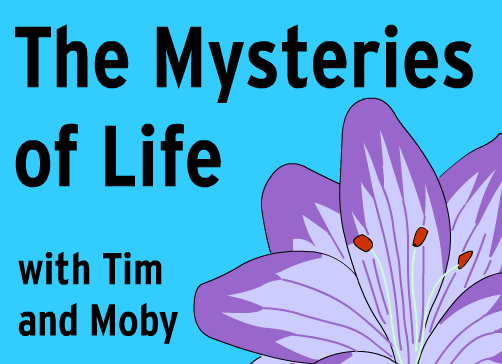 The Mysteries
of Life
with Tim
and Moby